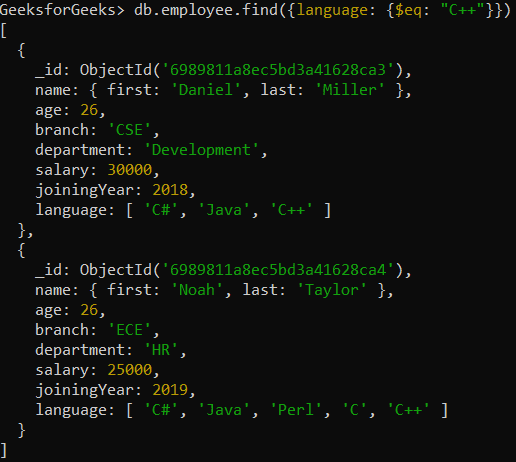 GeeksforGeeks> db.employee.find({language: {$eq: "C++"}})
[
  {
    _id: ObjectId('6989811a8ec5bd3a41628ca3'),
    name: { first: 'Daniel', last: 'Miller' },
    age: 26,
    branch: 'CSE',
    department: 'Development',
    salary: 30000,
    joiningYear: 2018,
    language: [ 'C#', 'Java', 'C++' ]
  },
  {
    _id: ObjectId('6989811a8ec5bd3a41628ca4'),
    name: { first: 'Noah', last: 'Taylor' },
    age: 26,
    branch: 'ECE',
    department: 'HR',
    salary: 25000,
    joiningYear: 2019,
    language: [ 'C#', 'Java', 'Perl', 'C', 'C++' ]
  }
]